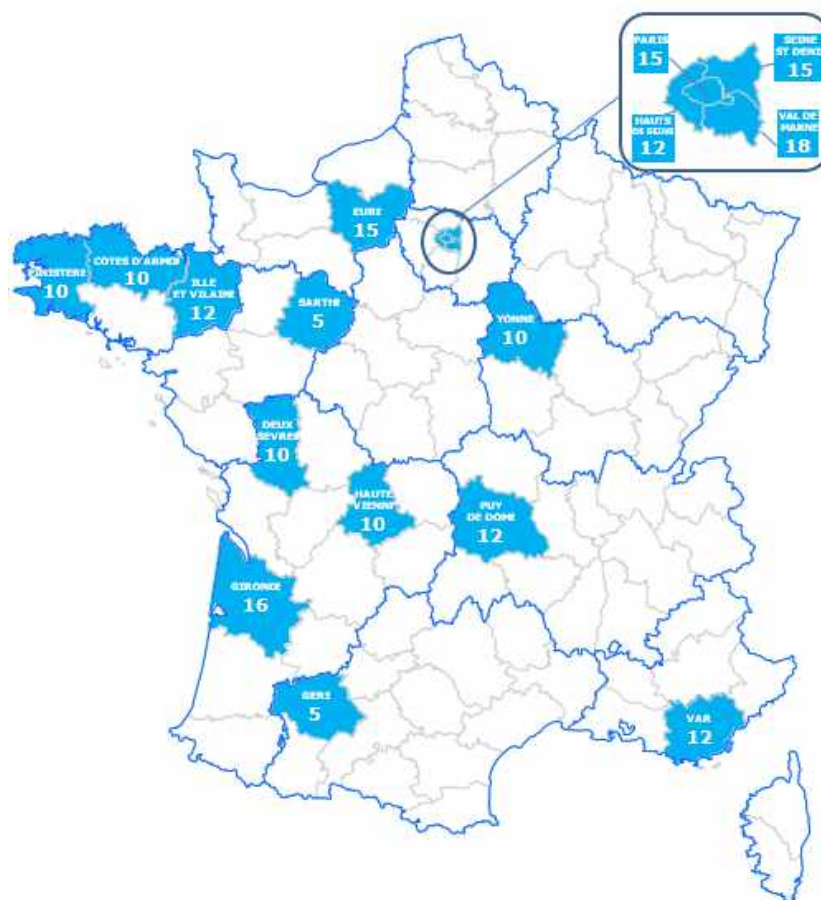 PARIS
15
SEINE
ST DENI
15
HAUTS
DE SEINE
12
VAL DE
MARNE
18
EURE
15
FINISTERE
10
COTES D'ARMOR
10
ILLE
ET VILAINE
12
SARTHE
5
YONNE
10
DEUX
SEVRES
10
HAUTE
VIENNE
10
PUY
DE DOME
12
GIRONDE
16
GERS
5
VAR
12